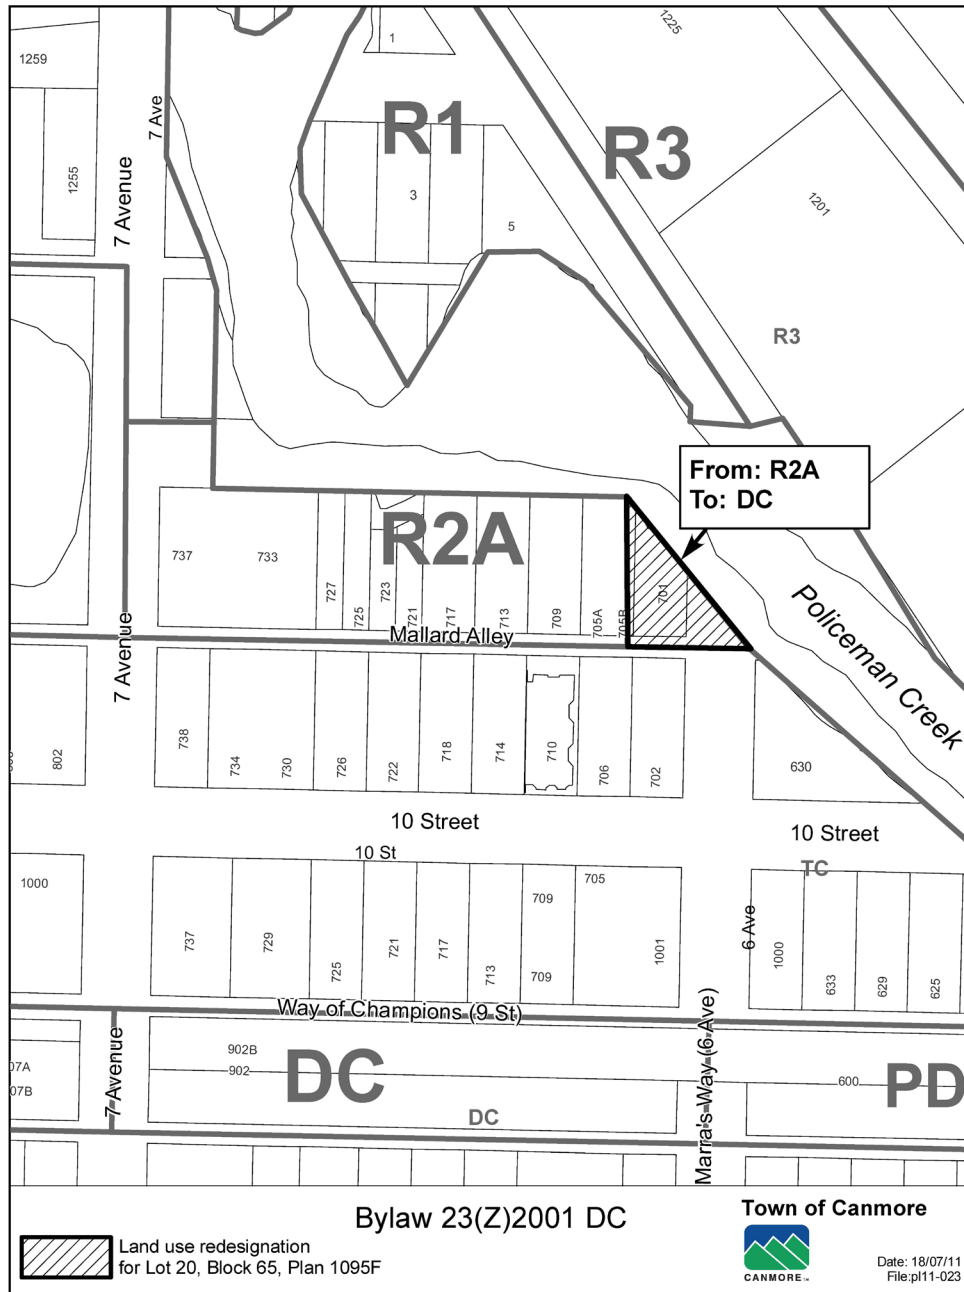 1259
7 Ave
1
1225
R1
R3
7 Avenue
1255
3
5
1201
R3
From: R2A
To: DC
R2A
737
733
727
725
723
721
717
713
709
705A
705B
701
Mallard Alley
Policeman Creek
7 Avenue
802
738
734
730
726
722
718
714
710
706
702
630
10 Street
10 Street
10 St
TC
1000
737
729
725
721
717
713
709
709
705
1001
6 Ave
1000
633
629
625
Way of Champions (9 St)
07A
07B
7 Avenue
902B
902
DC
DC
Marra's Way (6 Ave)
600
PD
Bylaw 23(Z)2001 DC
Town of Canmore
Land use redesignation
for Lot 20, Block 65, Plan 1095F
CANMORE
Date: 18/07/11
File:pl11-023